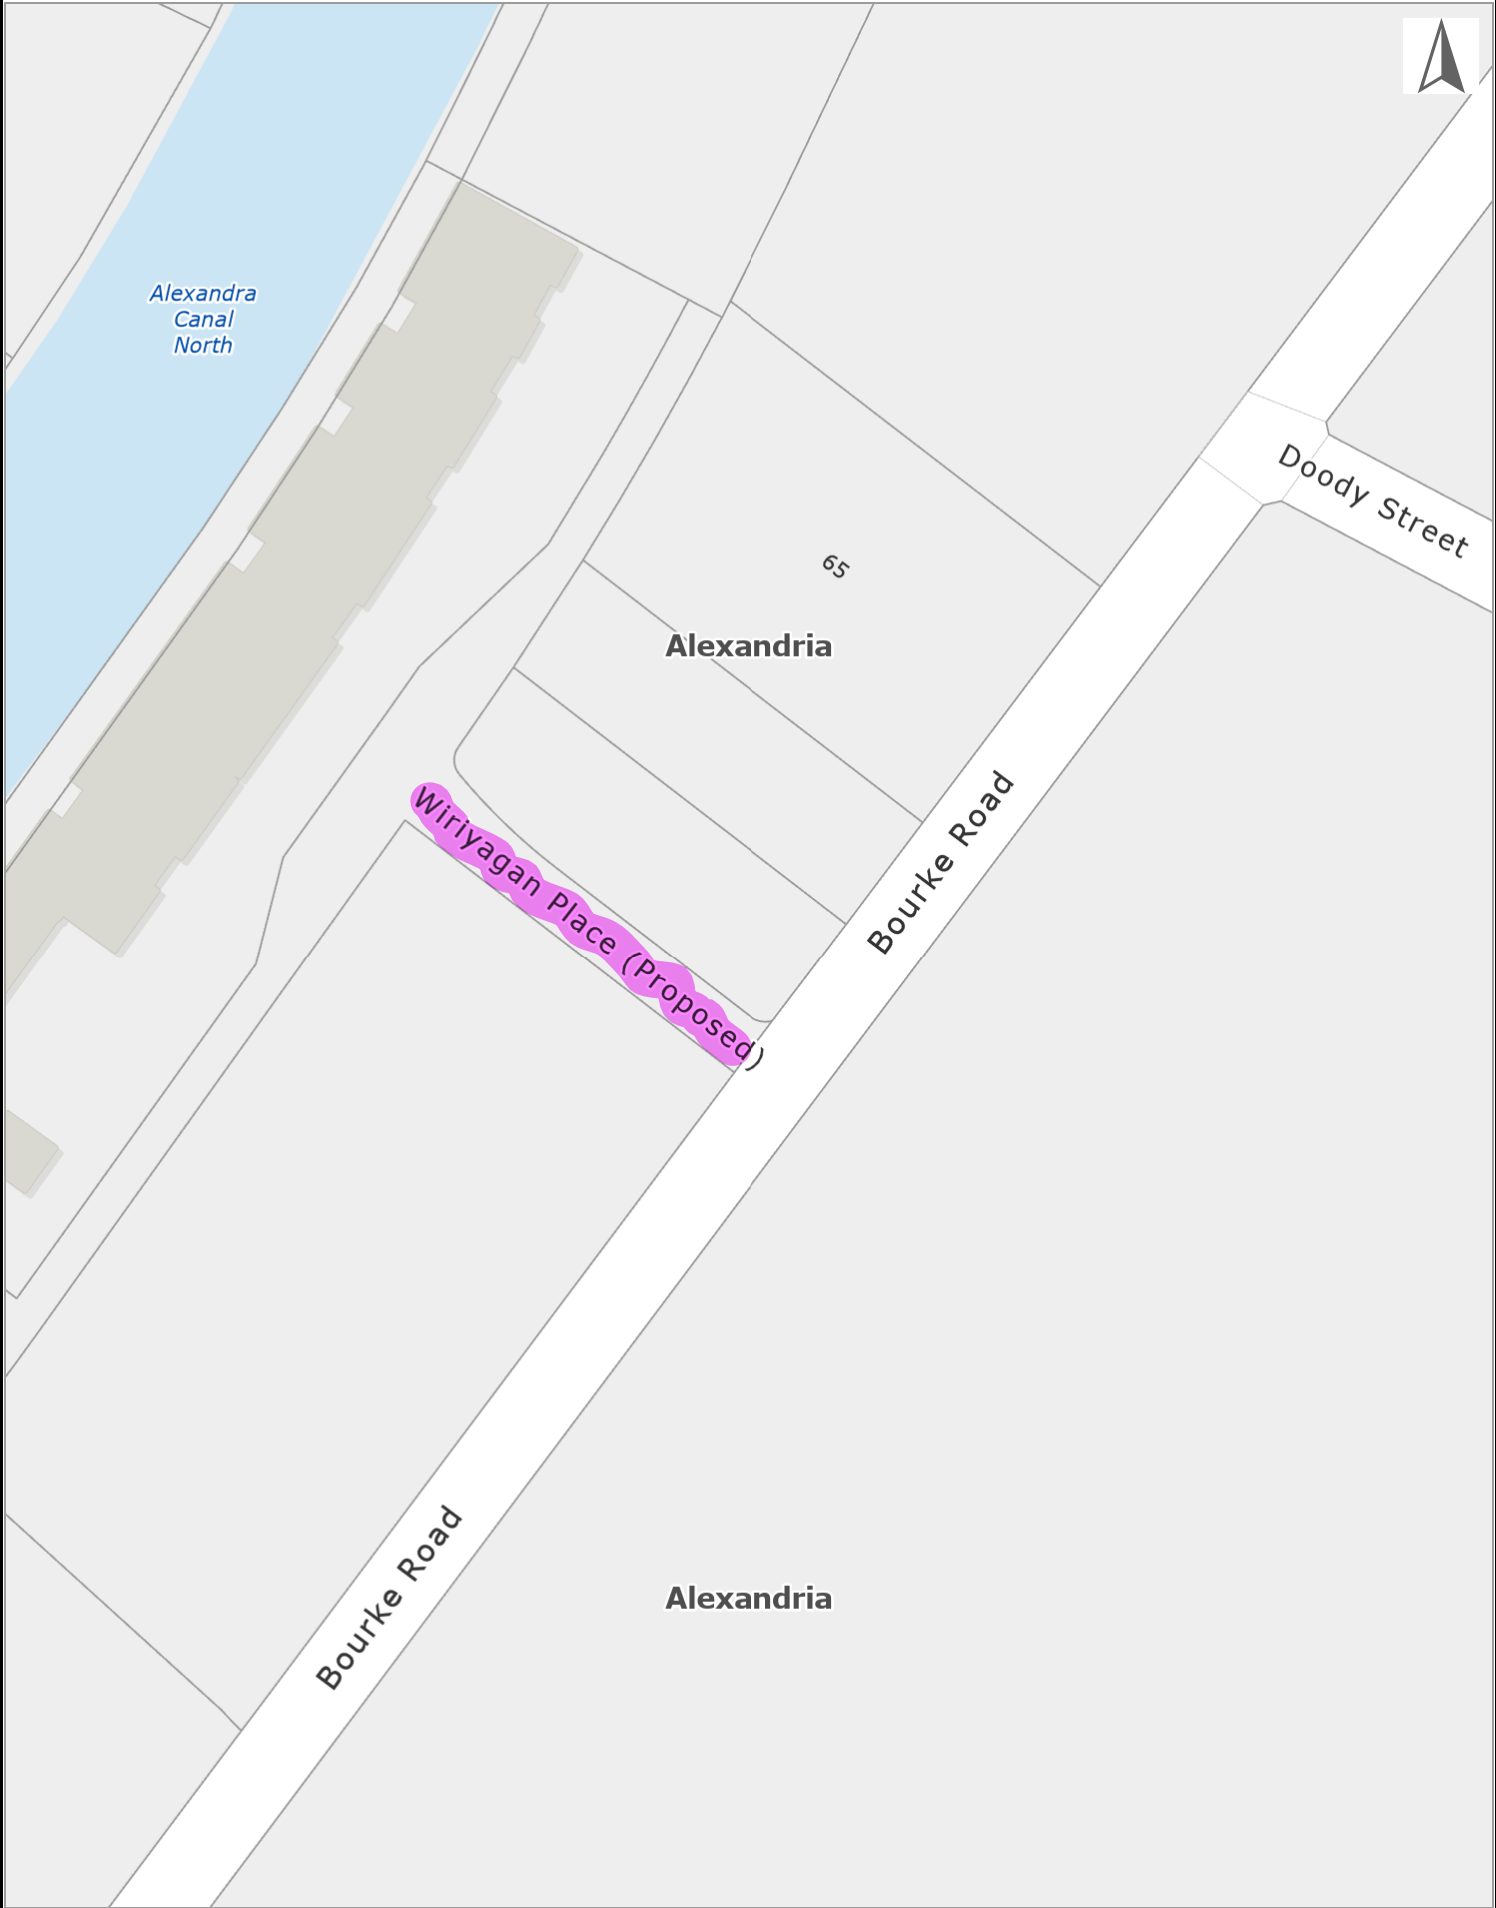 Alexandra
Canal
North
Doody Street
65
Alexandria
Bourke Road
Wiriyagan Place (Proposed)
Bourke Road
Alexandria